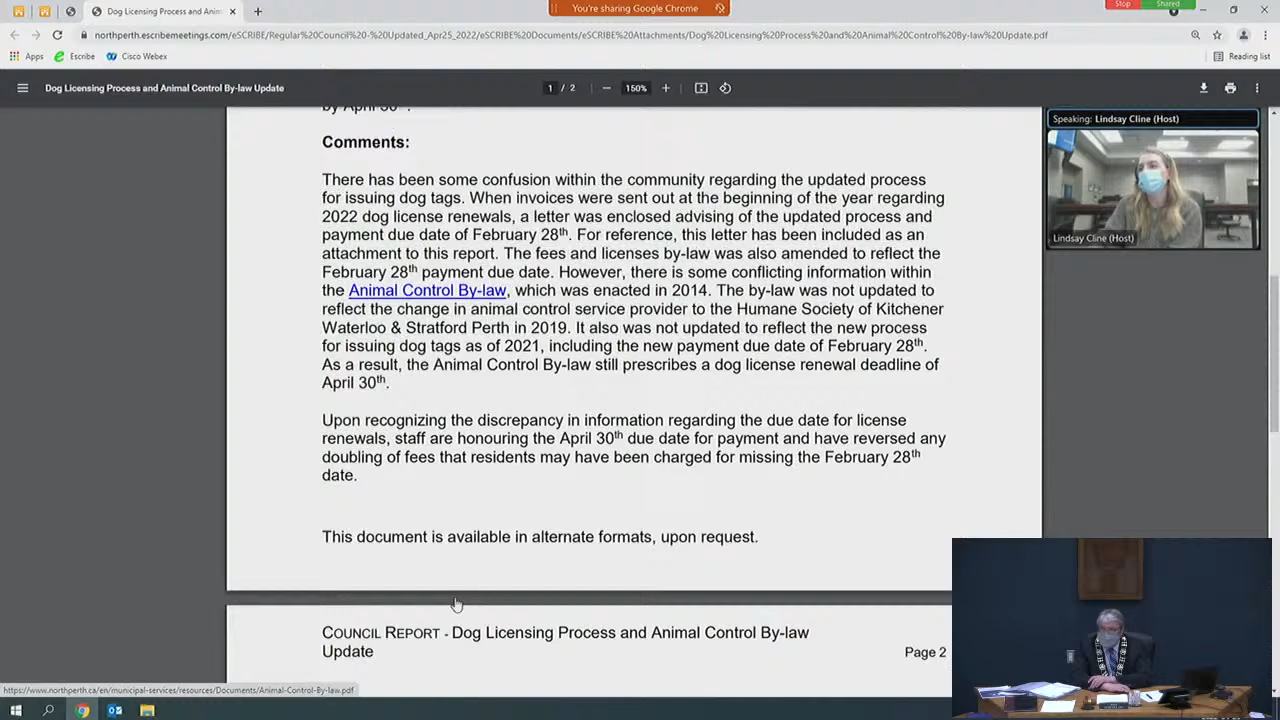 Dog Licensing Process and Anim
You're sharing Google Chrome
Stop
Shared
northperth.escribemeetings.com/eSCRIBE/Regular%20Council%20-%20Updated_Apr25_2022/eSCRIBE%20Documents/eSCRIBE%20Attachments/Dog%20Licensing%20Process%20and%20Animal%20Control%20By-law%20Update.pdf
Apps
Escribe
Cisco Webex
Reading list
Dog Licensing Process and Animal Control By-law Update
1 / 2
150%
by April 30th.
Speaking: Lindsay Cline (Host)
Comments:
There has been some confusion within the community regarding the updated process
for issuing dog tags. When invoices were sent out at the beginning of the year regarding
2022 dog license renewals, a letter was enclosed advising of the updated process and
payment due date of February 28th. For reference, this letter has been included as an
Lindsay Cline (Host)
attachment to this report. The fees and licenses by-law was also amended to reflect the
February 28th payment due date. However, there is some conflicting information within
the Animal Control By-law, which was enacted in 2014. The by-law was not updated to
reflect the change in animal control service provider to the Humane Society of Kitchener
Waterloo & Stratford Perth in 2019. It also was not updated to reflect the new process
for issuing dog tags as of 2021, including the new payment due date of February 28th.
As a result, the Animal Control By-law still prescribes a dog license renewal deadline of
April 30th.
Upon recognizing the discrepancy in information regarding the due date for license
renewals, staff are honouring the April 30th due date for payment and have reversed any
doubling of fees that residents may have been charged for missing the February 28th
date.
This document is available in alternate formats, upon request.
COUNCIL REPORT - Dog Licensing Process and Animal Control By-law
Update
Page 2
https://www.northperth.ca/en/municipal-services/resources/Documents/Animal-Control-By-law.pdf